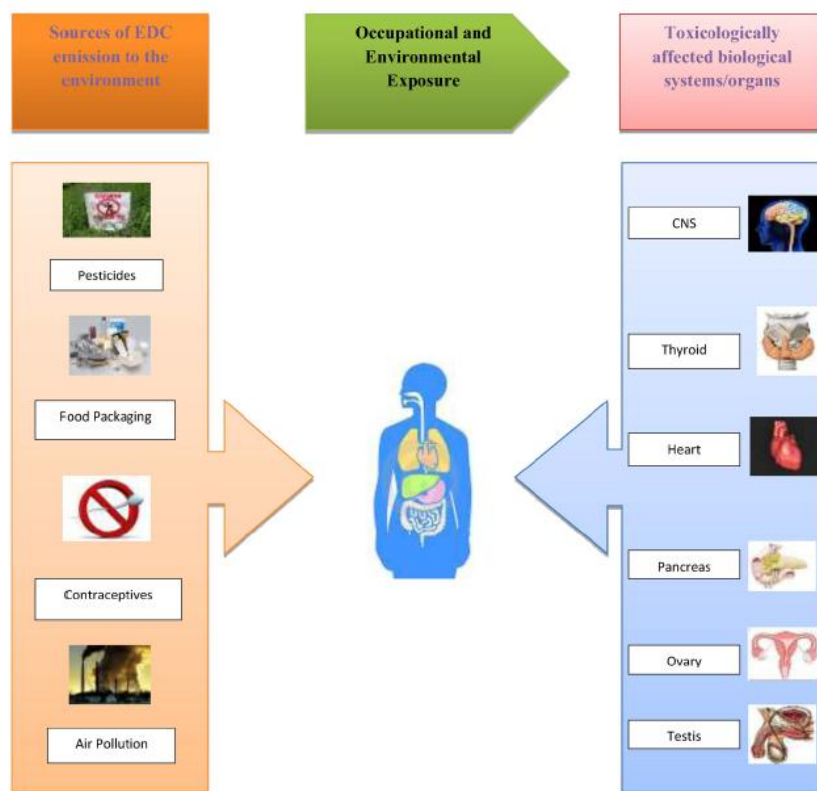 Sources of EDC
emission to the
environment
Occupational and
Environmental
Exposure
Toxicologically
affected biological
systems/organs
Pesticides
Food Packaging
Contraceptives
Air Pollution
CNS
Thyroid
Heart
Pancreas
Ovary
Testis